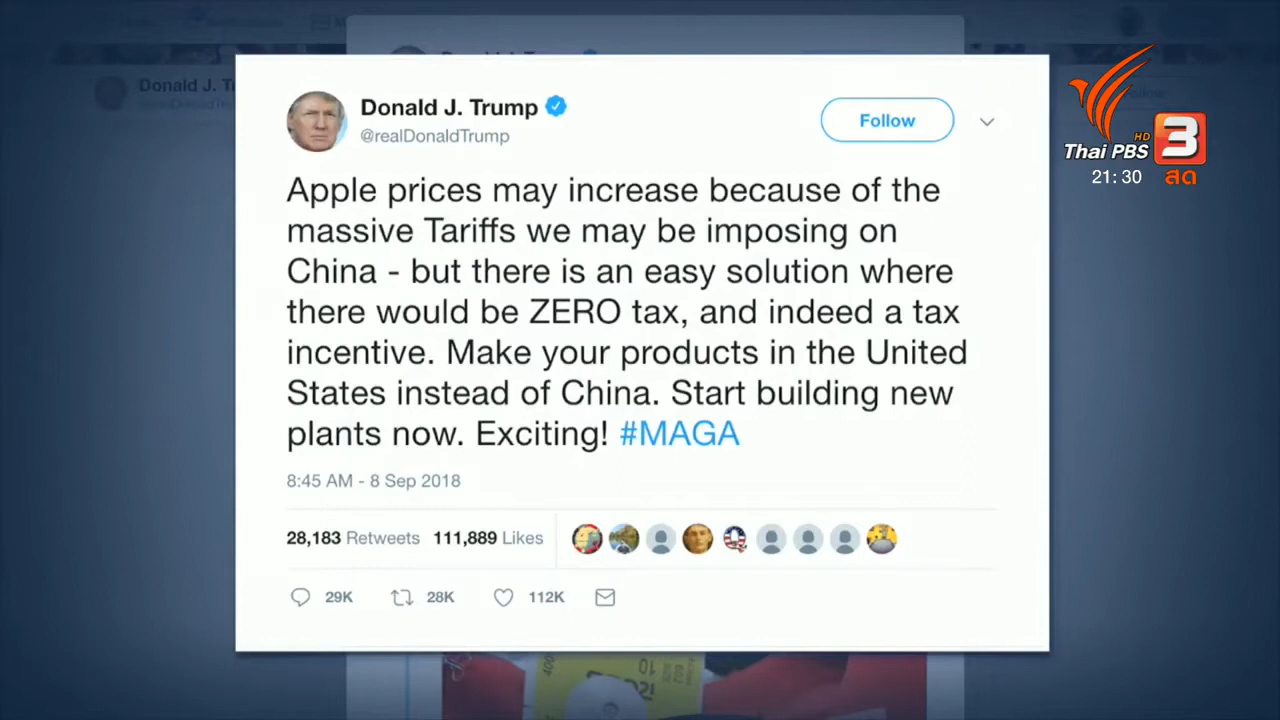 Donald J. T
Donald J. Trump
@realDonaldTrump
Follow
HD
Thai PBS 3
21:30 สด
Apple prices may increase because of the
massive Tariffs we may be imposing on
China - but there is an easy solution where
there would be ZERO tax, and indeed a tax
incentive. Make your products in the United
States instead of China. Start building new
plants now. Exciting! #MAGA
8:45 AM - 8 Sep 2018
28,183 Retweets 111,889 Likes
29K 28K 112K